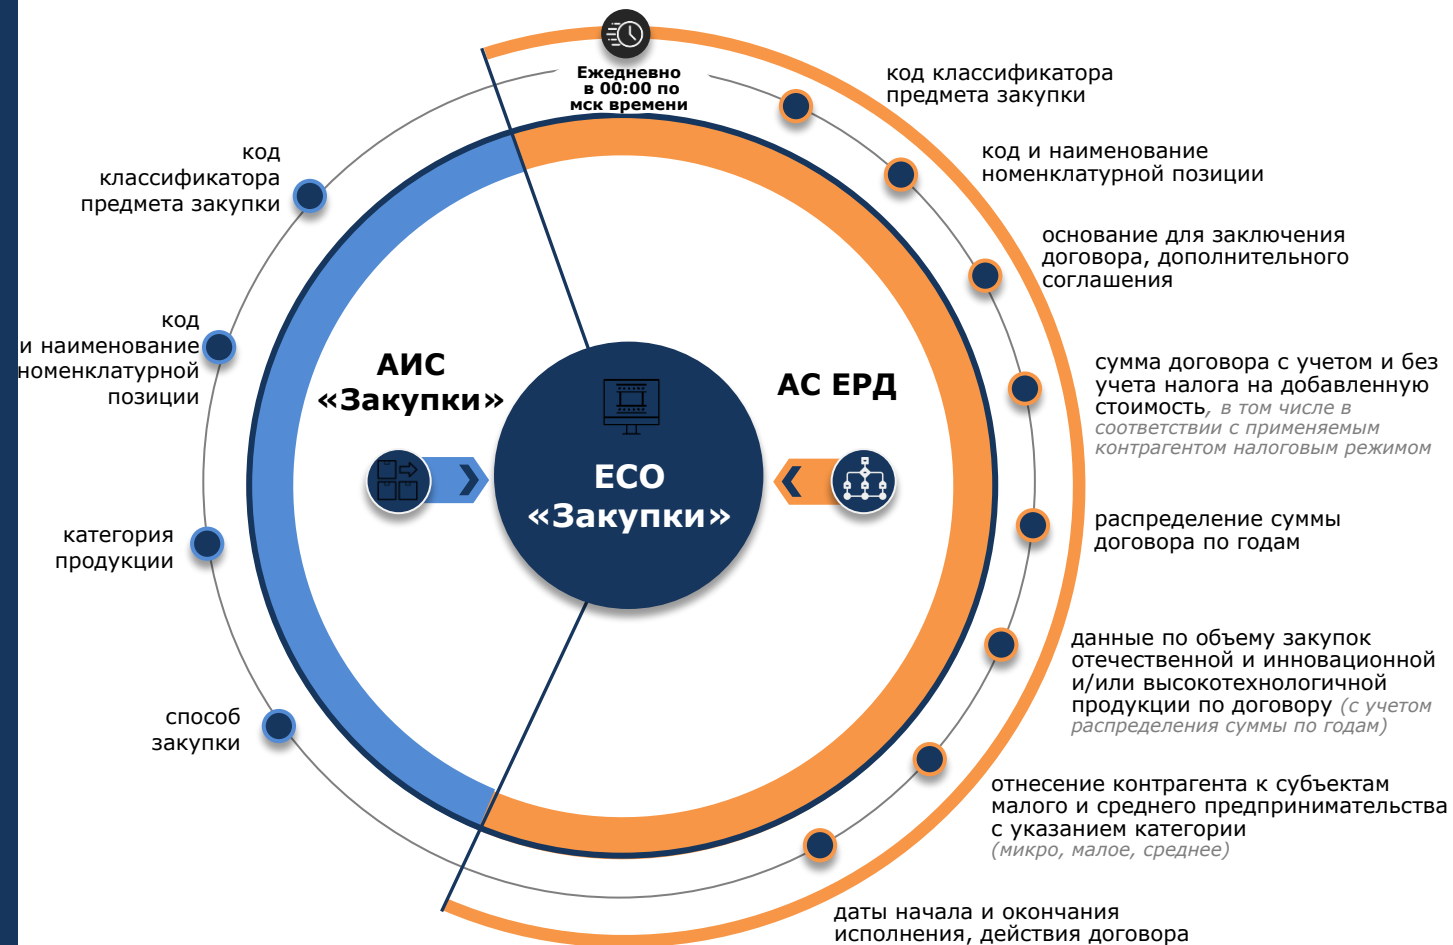 Ежедневно
в 00:00 по
мск времени
код
классификатора
предмета закупки
код
и наименование
номенклатурной
позиции
категория
продукции
способ
закупки
АИС
«Закупки»
ЕСО
«Закупки»
АС ЕРД
код классификатора
предмета закупки
код и наименование
номенклатурной позиции
основание для заключения
договора, дополнительного
соглашения
сумма договора с учетом и без
учета налога на добавленную
стоимость, в том числе в
соответствии с применяемым
контрагентом налоговым режимом
распределение суммы
договора по годам
данные по объему закупок
отечественной и инновационной
и/или высокотехнологичной
продукции по договору (с учетом
распределения суммы по годам)
отнесение контрагента к субъектам
малого и среднего предпринимательства
с указанием категории
(микро, малое, среднее)
даты начала и окончания
исполнения, действия договора